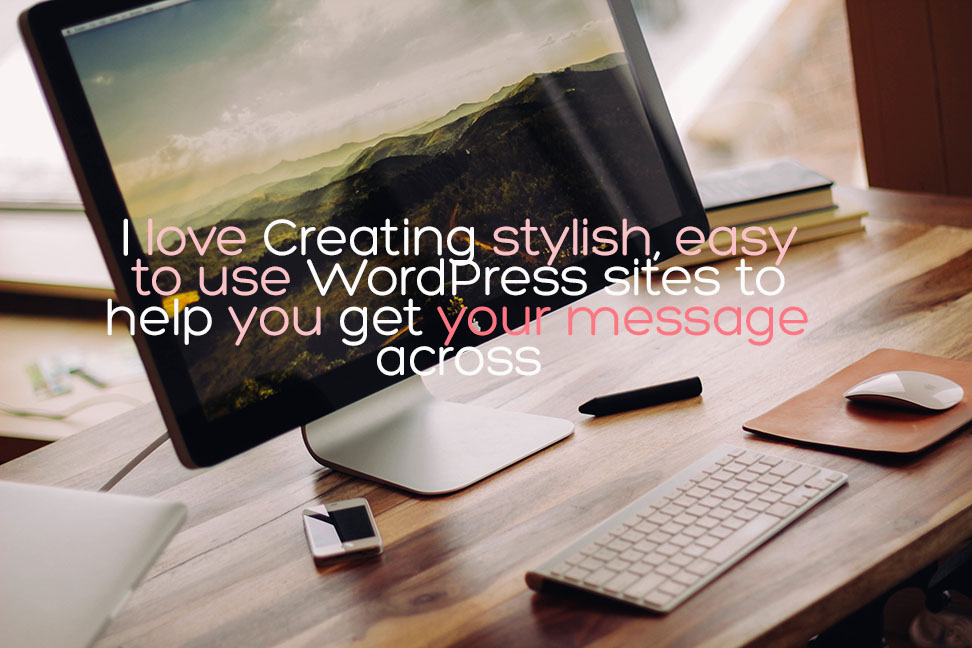 I love Creating stylish, easy
to use WordPress sites to
help you get your message
across